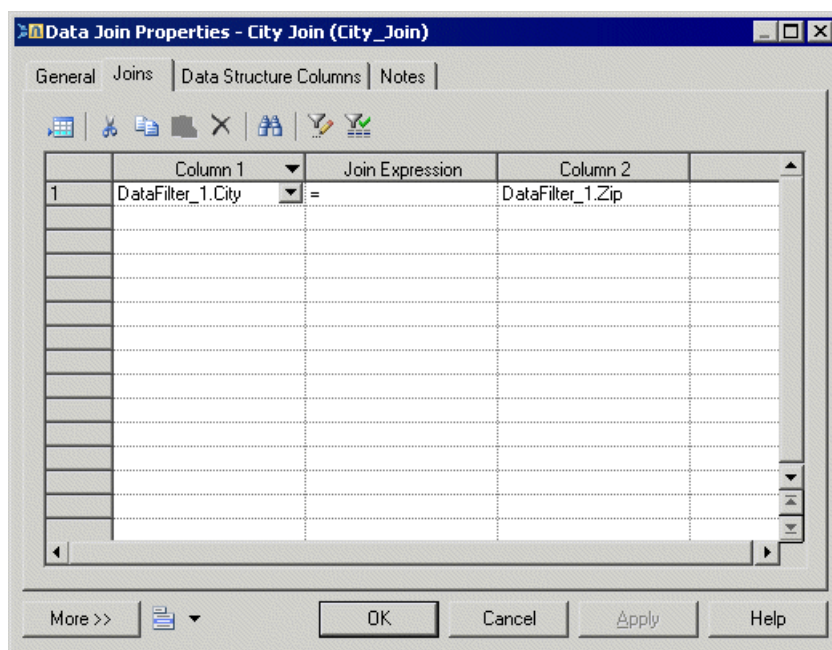 Data Join Properties - City Join (City_Join)
General Joins Data Structure Columns Notes
Column 1 Join Expression Column 2
1 DataFilter_1.City = DataFilter_1.Zip
More >> OK Cancel Apply Help